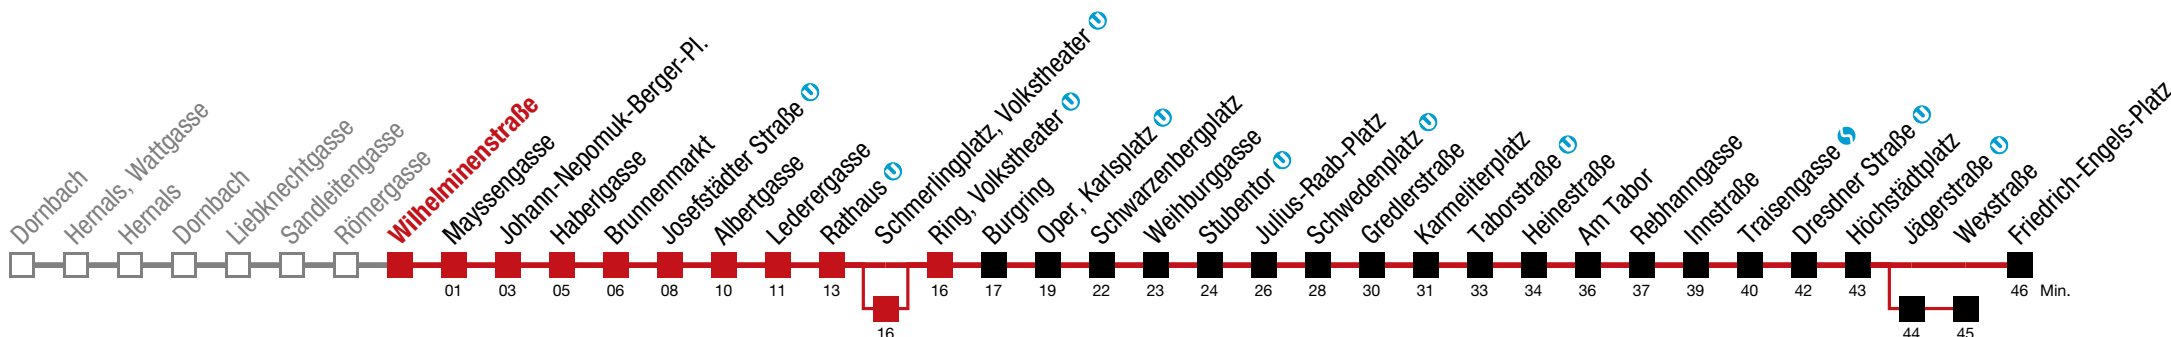 Dornbach
Hernals, Wattgasse
Hernals
Dornbach
Liebknechtgasse
Sandleitengasse
Römergasse
Wilhelminenstraße
Mayssengasse
Johann-Nepomuk-Berger-Pl.
Haberlgasse
Brunnenmarkt
Josefstädter Straße U
Albertgasse
Lederergasse
Rathaus U
Schmerlingplatz, Volkstheater U
Ring, Volkstheater U
Burgring
Oper, Karlsplatz U
Schwarzenbergplatz
Weihburggasse
Stubentor U
Julius-Raab-Platz
Schwedenplatz U
Gredlerstraße
Karmeliterplatz
Taborstraße U
Heinestraße
Am Tabor
Rebhanngasse
Innstraße
Traisengasse S
Dresdner Straße U
Höchstädtplatz
Jägerstraße U
Wexstraße
Friedrich-Engels-Platz
01 03 05 06 08 10 11 13 16 17 19 22 23 24 26 28 30 31 33 34 36 37 39 40 42 43 46 Min.
16 44 45